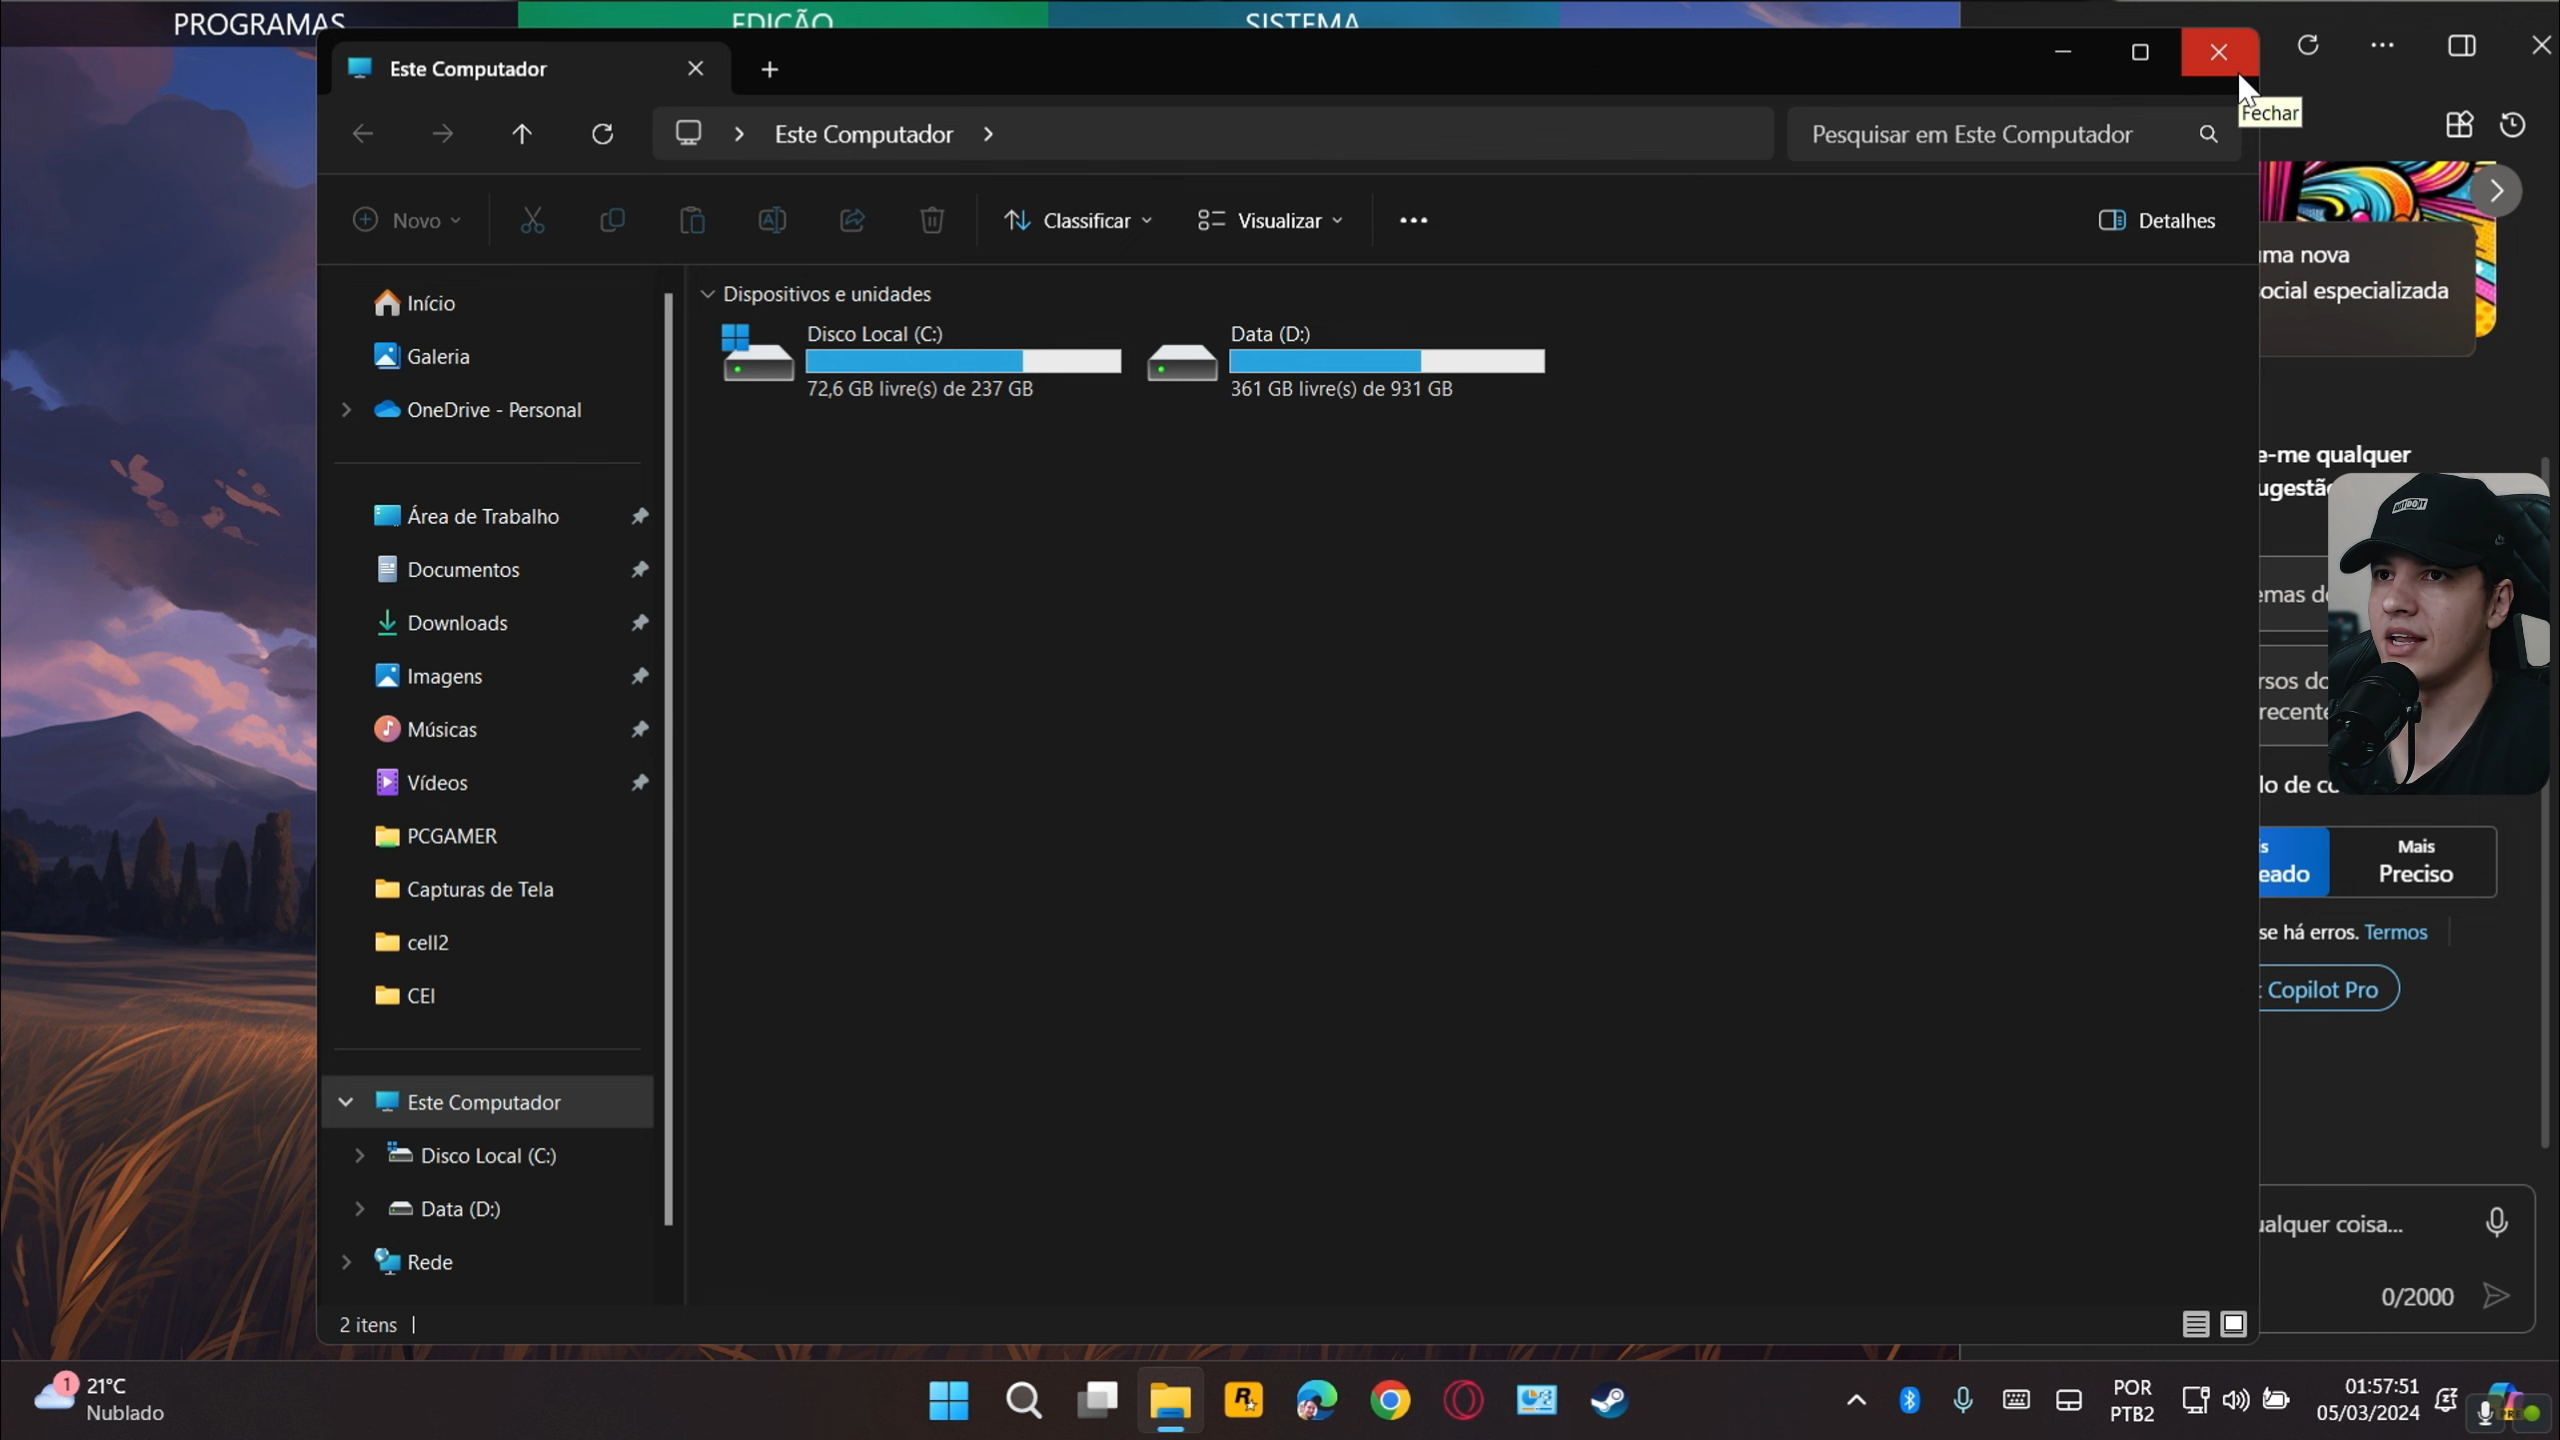 PROGRAMAS
EDIÇÃO
SISTEMA
Este Computador
Fechar
Este Computador
Pesquisar em Este Computador
Novo
Classificar
Visualizar
Detalhes
Início
Galeria
OneDrive - Personal
Área de Trabalho
Documentos
Downloads
Imagens
Músicas
Vídeos
PCGAMER
Capturas de Tela
cell2
CEI
Este Computador
Disco Local (C:)
Data (D:)
Rede
2 itens
Dispositivos e unidades
Disco Local (C:)
72,6 GB livre(s) de 237 GB
Data (D:)
361 GB livre(s) de 931 GB
ma nova
ocial especializada
e-me qualquer
ugestã
emas d
rsos do
recente
lo de co
s
eado
Mais
Preciso
se há erros. Termos
Copilot Pro
ualquer coisa...
0/2000
1
21°C
Nublado
POR
PTB2
01:57:51
05/03/2024